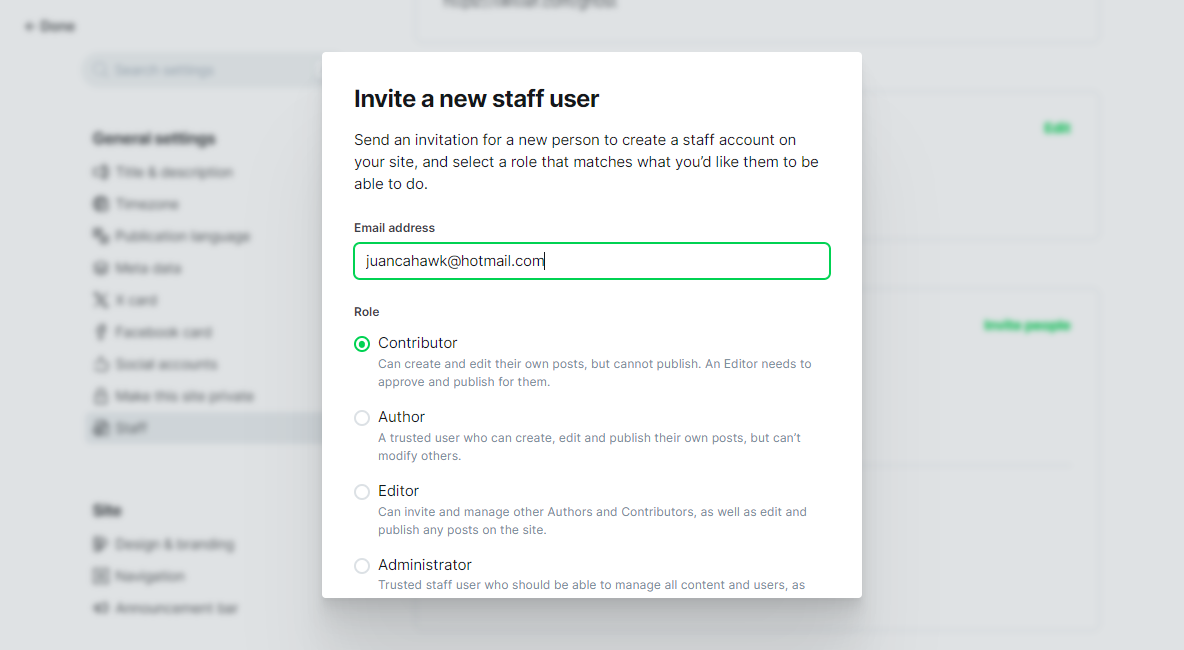 Done
Search settings
General settings
Title & description
Timezone
Publication language
Meta data
X card
Facebook card
Social accounts
Make this site private
Staff
Site
Design & branding
Navigation
Announcement bar
Edit
Invite people
Invite a new staff user
Send an invitation for a new person to create a staff account on
your site, and select a role that matches what you’d like them to be
able to do.
Email address
juancahawk@hotmail.com
Role
Contributor
Can create and edit their own posts, but cannot publish. An Editor needs to
approve and publish for them.
Author
A trusted user who can create, edit and publish their own posts, but can’t
modify others.
Editor
Can invite and manage other Authors and Contributors, as well as edit and
publish any posts on the site.
Administrator
Trusted staff user who should be able to manage all content and users, as